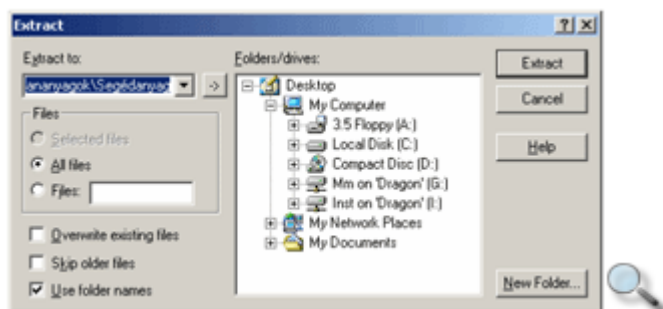 Extract
Extract to:
ananyagok\Segédanyag
Files
Selected files
All files
Files:
Overwrite existing files
Skip older files
Use folder names
Folders/drives:
Desktop
My Computer
3.5 Floppy (A:)
Local Disk (C:)
Compact Disc (D:)
Mm on 'Dragon' (G:)
Inst on 'Dragon' (I:)
My Network Places
My Documents
Extract
Cancel
Help
New Folder...